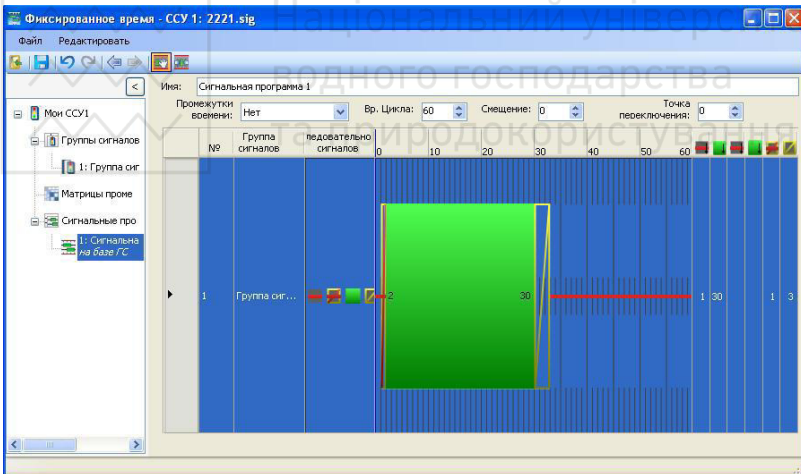 Фиксированное время - ССУ 1: 2221.sig
Файл Редактировать
Національний універс
водного господарства
та природокористування
Имя: Сигнальная программа 1
Промежутки времени: Нет
Вр. Цикла: 60
Смещение: 0
Точка переключения: 0
Мои ССУ1
Группы сигналов
1: Группа сиг
Матрицы проме
Сигнальные про
1: Сигнальна
на базе ГС
№ Группа сигналов педовательно сигналов 0 10 20 30 40 50 60
1 Группа сиг... 2 30 1 30 1 3